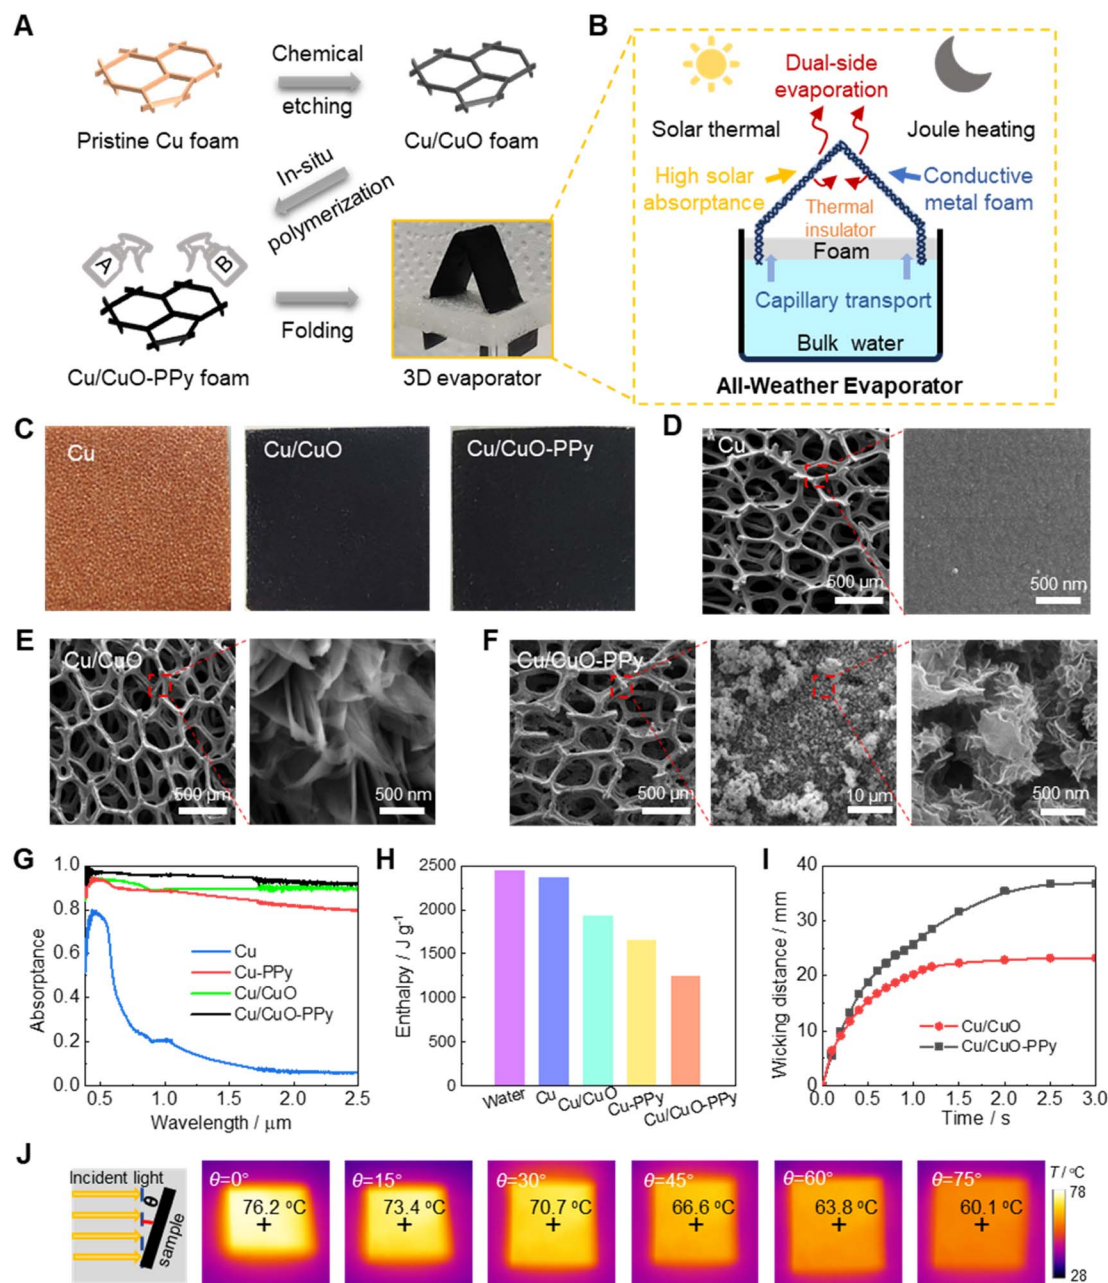 A
Chemical
etching
Pristine Cu foam
Cu/CuO foam
In-situ
polymerization
A
B
Folding
Cu/CuO-PPy foam
3D evaporator
B
Dual-side
evaporation
Solar thermal
Joule heating
High solar
absorptance
Conductive
metal foam
Thermal
insulator
Foam
Capillary transport
Bulk water
All-Weather Evaporator
C
Cu
Cu/CuO
Cu/CuO-PPy
D
Cu
500 μm
500 nm
E
Cu/CuO
500 μm
500 nm
F
Cu/CuO-PPy
500 μm
10 μm
500 nm
G
1.0
0.8
0.6
0.4
0.2
0.0
Absorptance
Cu
Cu-PPy
Cu/CuO
Cu/CuO-PPy
0.5 1.0 1.5 2.0 2.5
Wavelength / μm
H
2500
2000
1500
1000
500
0
Enthalpy / J g⁻¹
Water Cu Cu/CuO Cu-PPy Cu/CuO-PPy
I
40
30
20
10
0
Wicking distance / mm
Cu/CuO
Cu/CuO-PPy
0.0 0.5 1.0 1.5 2.0 2.5 3.0
Time / s
J
Incident light
θ
sample
θ=0°
76.2 ºC
θ=15°
73.4 ºC
θ=30°
70.7 ºC
θ=45°
66.6 ºC
θ=60°
63.8 ºC
θ=75°
60.1 ºC
T / ºC
78
28